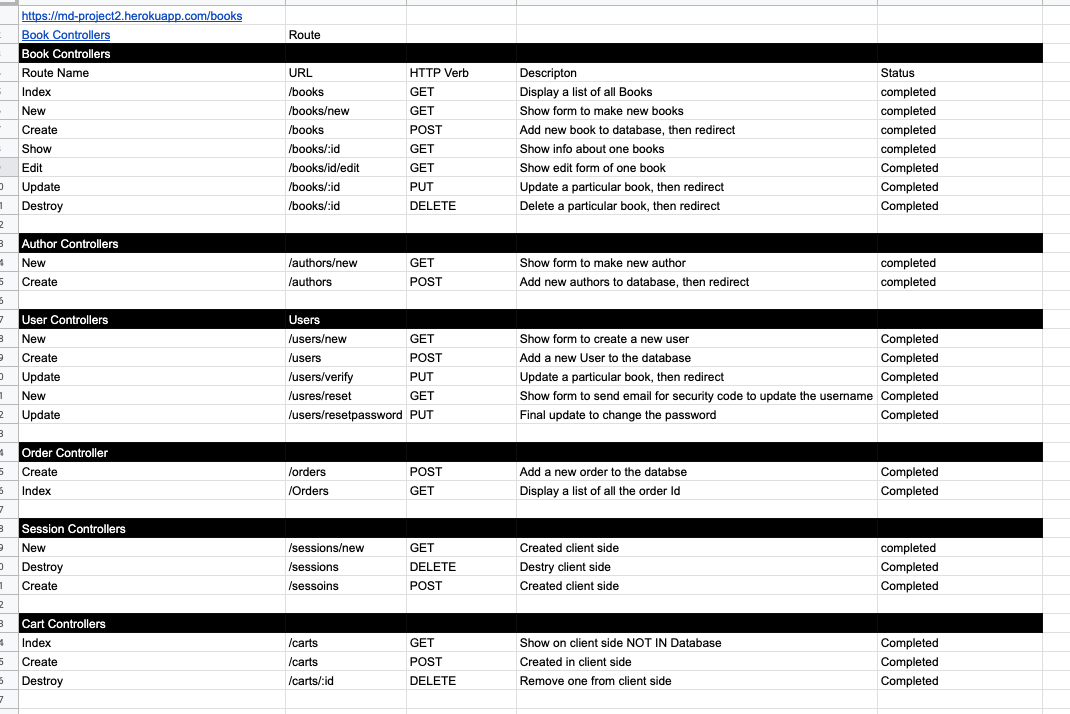 https://md-project2.herokuapp.com/books
Book Controllers Route
Book Controllers
Route Name URL HTTP Verb Descripton Status
Index /books GET Display a list of all Books completed
New /books/new GET Show form to make new books completed
Create /books POST Add new book to database, then redirect completed
Show /books/:id GET Show info about one books completed
Edit /books/id/edit GET Show edit form of one book Completed
Update /books/:id PUT Update a particular book, then redirect Completed
Destroy /books/:id DELETE Delete a particular book, then redirect Completed
Author Controllers
New /authors/new GET Show form to make new author completed
Create /authors POST Add new authors to database, then redirect completed
User Controllers Users
New /users/new GET Show form to create a new user Completed
Create /users POST Add a new User to the database Completed
Update /users/verify PUT Update a particular book, then redirect Completed
New /usres/reset GET Show form to send email for security code to update the username Completed
Update /users/resetpassword PUT Final update to change the password Completed
Order Controller
Create /orders POST Add a new order to the databse Completed
Index /Orders GET Display a list of all the order Id Completed
Session Controllers
New /sessions/new GET Created client side completed
Destroy /sessions DELETE Destry client side Completed
Create /sessoins POST Created client side Completed
Cart Controllers
Index /carts GET Show on client side NOT IN Database Completed
Create /carts POST Created in client side Completed
Destroy /carts/:id DELETE Remove one from client side Completed